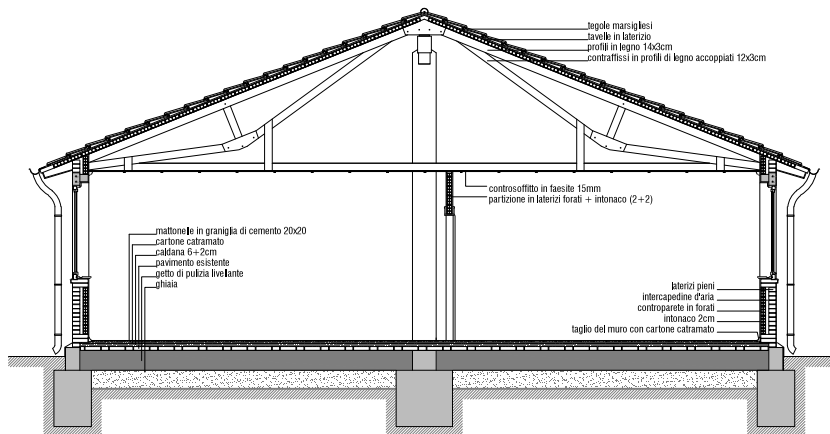 tegole marsigliesi
tavelle in laterizio
profili in legno 14x3cm
contraffissi in profili di legno accoppiati 12x3cm
controsoffitto in faesite 15mm
partizione in laterizi forati + intonaco (2+2)
mattonelle in graniglia di cemento 20x20
cartone catramato
caldana 6+2cm
pavimento esistente
getto di pulizia livellante
ghiaia
laterizi pieni
intercapedine d'aria
controparete in forati
intonaco 2cm
taglio del muro con cartone catramato